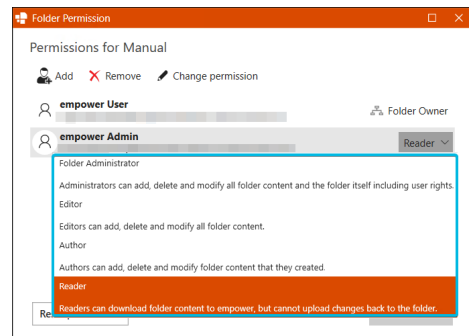 Folder Permission
Permissions for Manual
Add Remove Change permission
empower User
Folder Owner
empower Admin
Reader
Folder Administrator
Administrators can add, delete and modify all folder content and the folder itself including user rights.
Editor
Editors can add, delete and modify all folder content.
Author
Authors can add, delete and modify folder content that they created.
Reader
Readers can download folder content to empower, but cannot upload changes back to the folder.